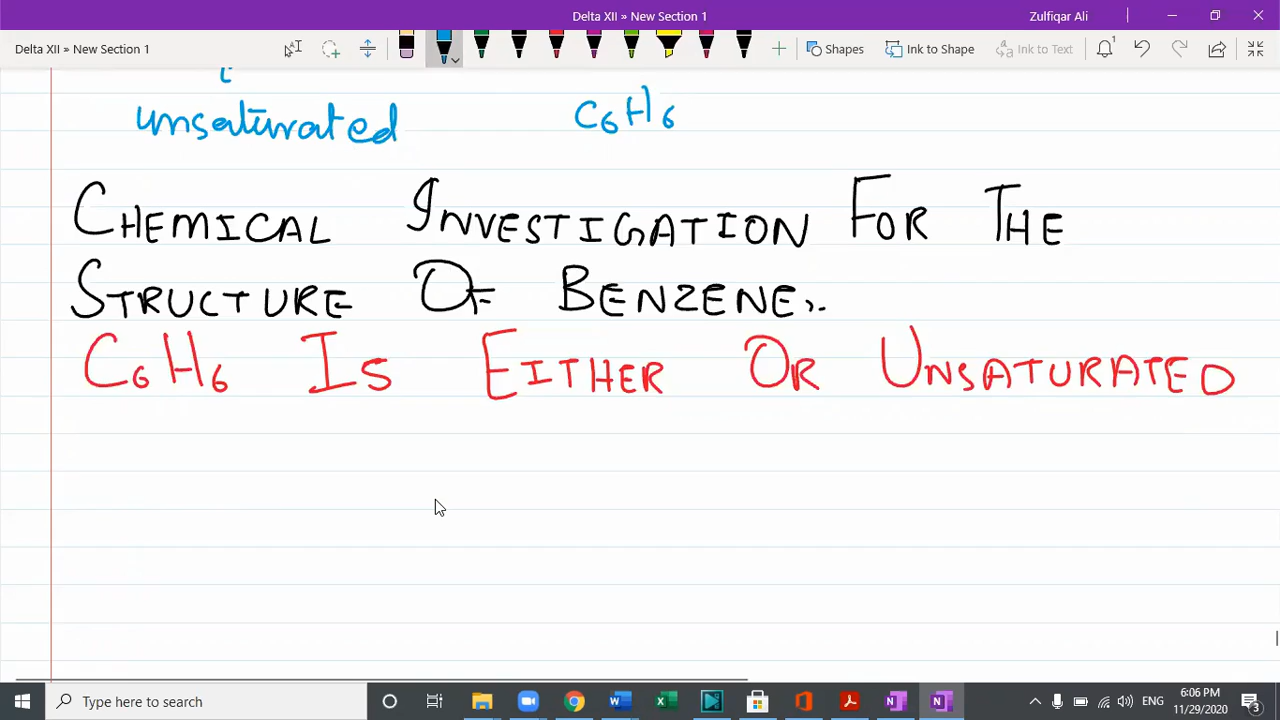 Delta XII » New Section 1
Zulfiqar Ali
Delta XII » New Section 1
Shapes
Ink to Shape
Ink to Text
unsaturated
C6H6
CHEMICAL INVESTIGATION FOR THE
STRUCTURE OF BENZENE:-
C6H6 IS EITHER OR UNSATURATED
Type here to search
ENG
6:06 PM
11/29/2020
3